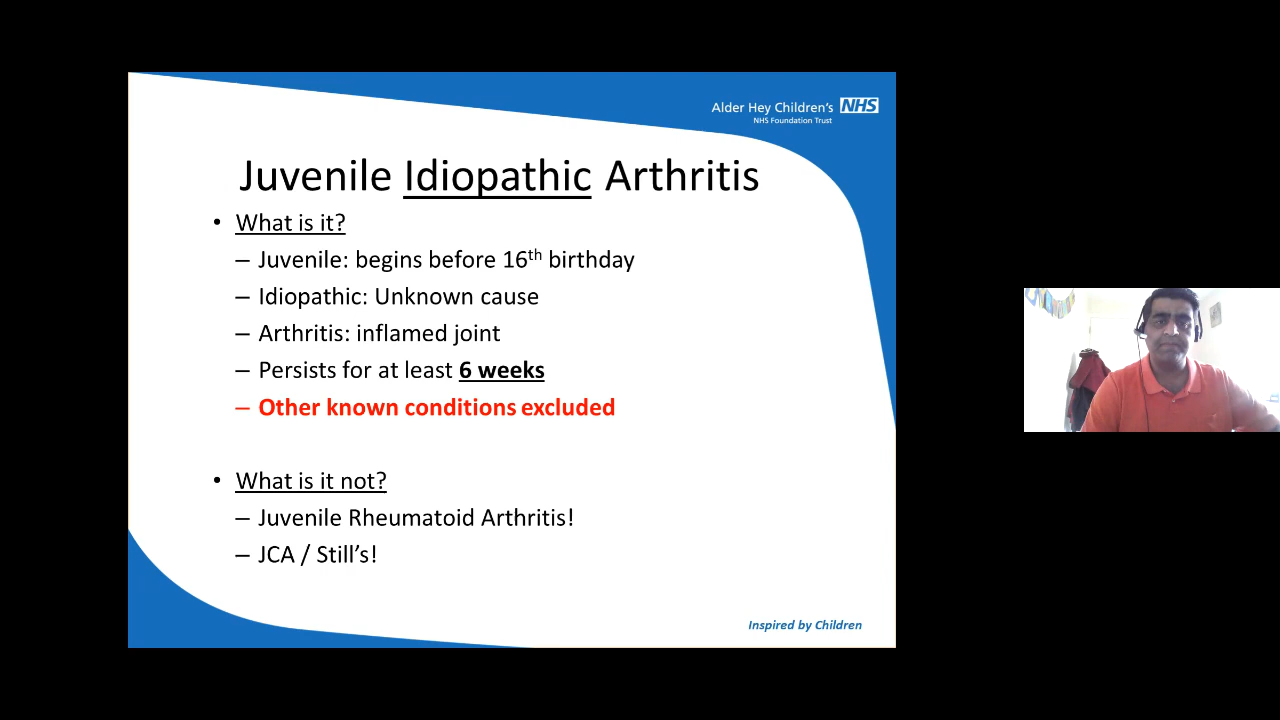 Alder Hey Children's NHS
NHS Foundation Trust
Juvenile Idiopathic Arthritis
• What is it?
– Juvenile: begins before 16th birthday
– Idiopathic: Unknown cause
– Arthritis: inflamed joint
– Persists for at least 6 weeks
– Other known conditions excluded
• What is it not?
– Juvenile Rheumatoid Arthritis!
– JCA / Still’s!
Inspired by Children